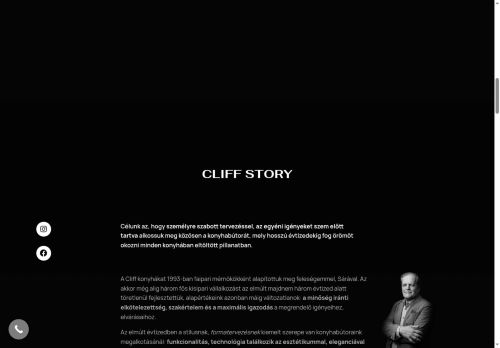 CLIFF STORY
Célunk az, hogy személyre szabott tervezéssel, az egyéni igényeket szem előtt
tartva alkossuk meg közösen a konyhabútorát, mely hosszú évtizedekig fog örömöt
okozni minden konyhában eltöltött pillanatban.
A Cliff konyhákat 1993-ban faipari mérnökökként alapítottuk meg feleségemmel, Sárával. Az
akkor még alig három fős kisipari vállalkozást az elmúlt majdnem három évtized alatt
töretlenül fejlesztettük, alapértékeink azonban máig változatlanok: a minőség iránti
elkötelezettség, szakértelem és a maximális igazodás a megrendelő igényeihez,
elvárásaihoz.
Az elmúlt évtizedben a stílusnak, formatervezésnek kiemelt szerepe van konyhabútoraink
megalkotásánál: funkcionalitás, technológia találkozik az esztétikummal, eleganciával